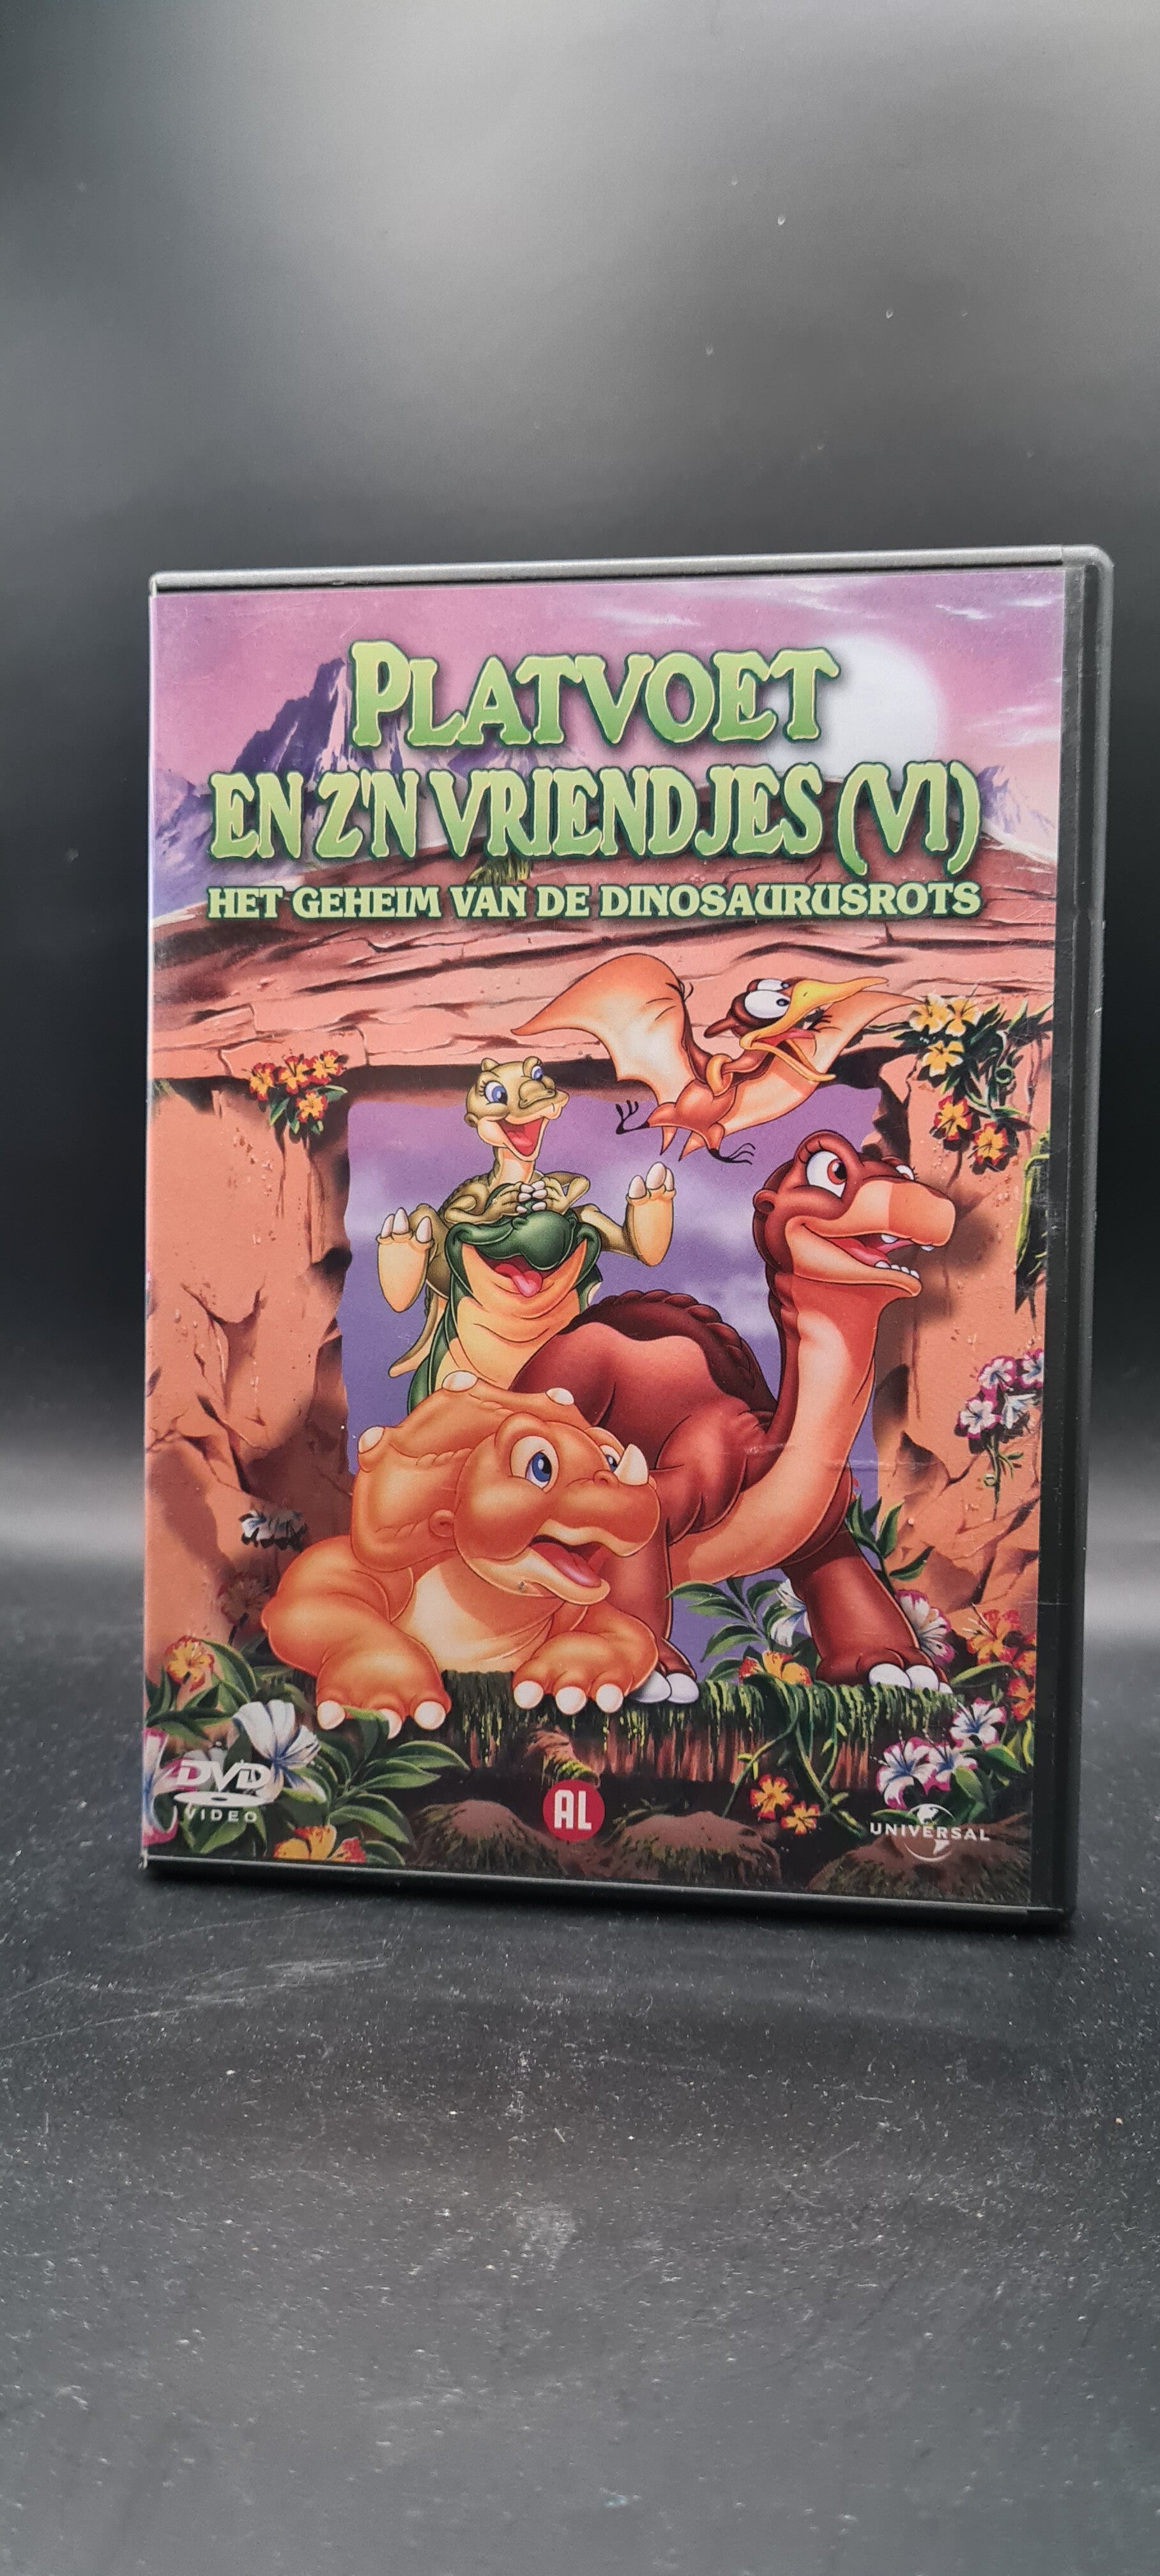 PLATVOET
EN Z'N VRIENDJES (VI)
HET GEHEIM VAN DE DINOSAURUSROTS
DVD
VIDEO
AL
UNIVERSAL